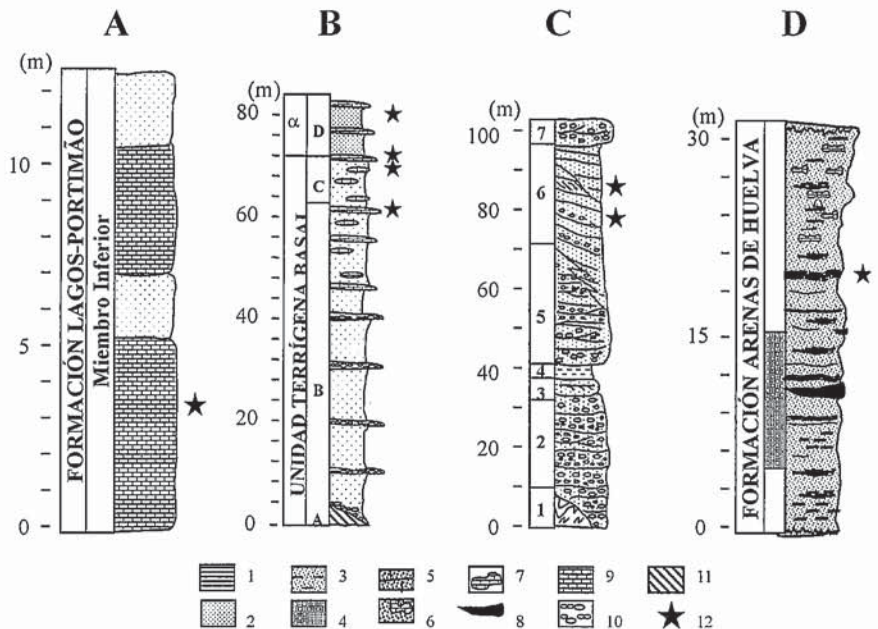 A B C D
(m) (m) (m) (m)
FORMACIÓN LAGOS-PORTIMÃO
Miembro Inferior
10
5
0
80
60
40
20
0
α
UNIDAD TERRÍGENA BASAL
D
C
B
A
100
80
60
40
20
0
7
6
5
4
3
2
1
30
15
0
FORMACIÓN ARENAS DE HUELVA
1 3 5 7 9 11
2 4 6 8 10 12